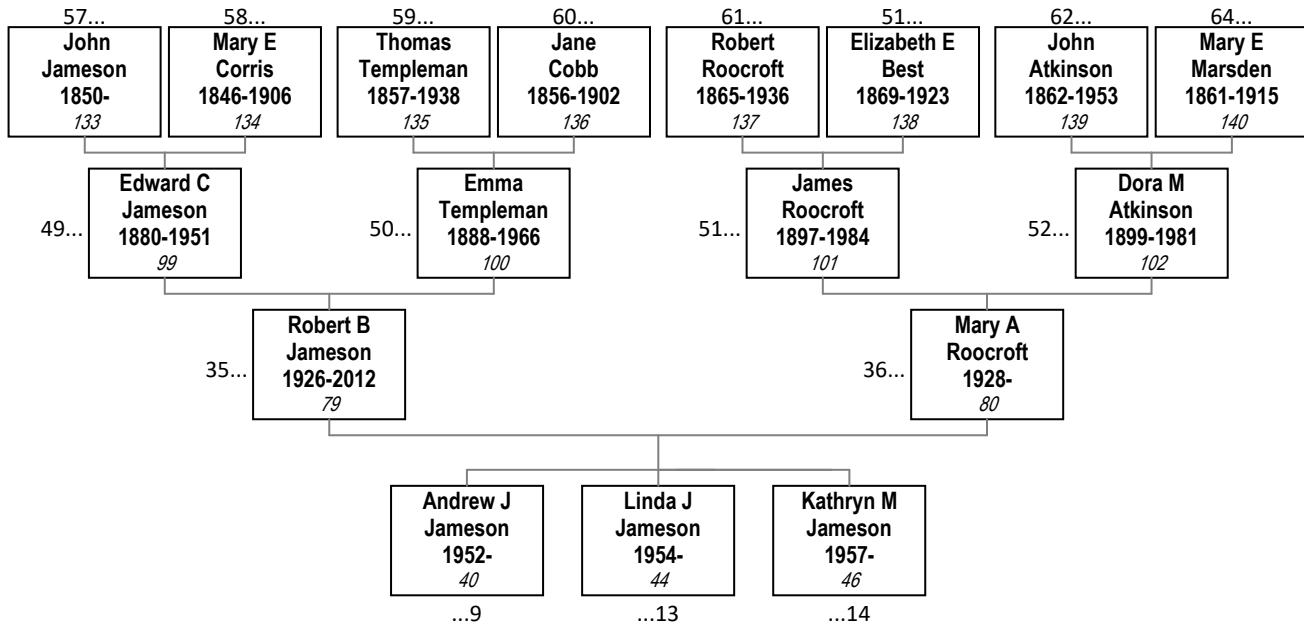 57...
58...
59...
60...
61...
51...
62...
64...
John
Jameson
1850-
133
Mary E
Corris
1846-1906
134
Thomas
Templeman
1857-1938
135
Jane
Cobb
1856-1902
136
Robert
Roocroft
1865-1936
137
Elizabeth E
Best
1869-1923
138
John
Atkinson
1862-1953
139
Mary E
Marsden
1861-1915
140
49...
Edward C
Jameson
1880-1951
99
50...
Emma
Templeman
1888-1966
100
51...
James
Roocroft
1897-1984
101
52...
Dora M
Atkinson
1899-1981
102
35...
Robert B
Jameson
1926-2012
79
36...
Mary A
Roocroft
1928-
80
Andrew J
Jameson
1952-
40
Linda J
Jameson
1954-
44
Kathryn M
Jameson
1957-
46
...9
...13
...14